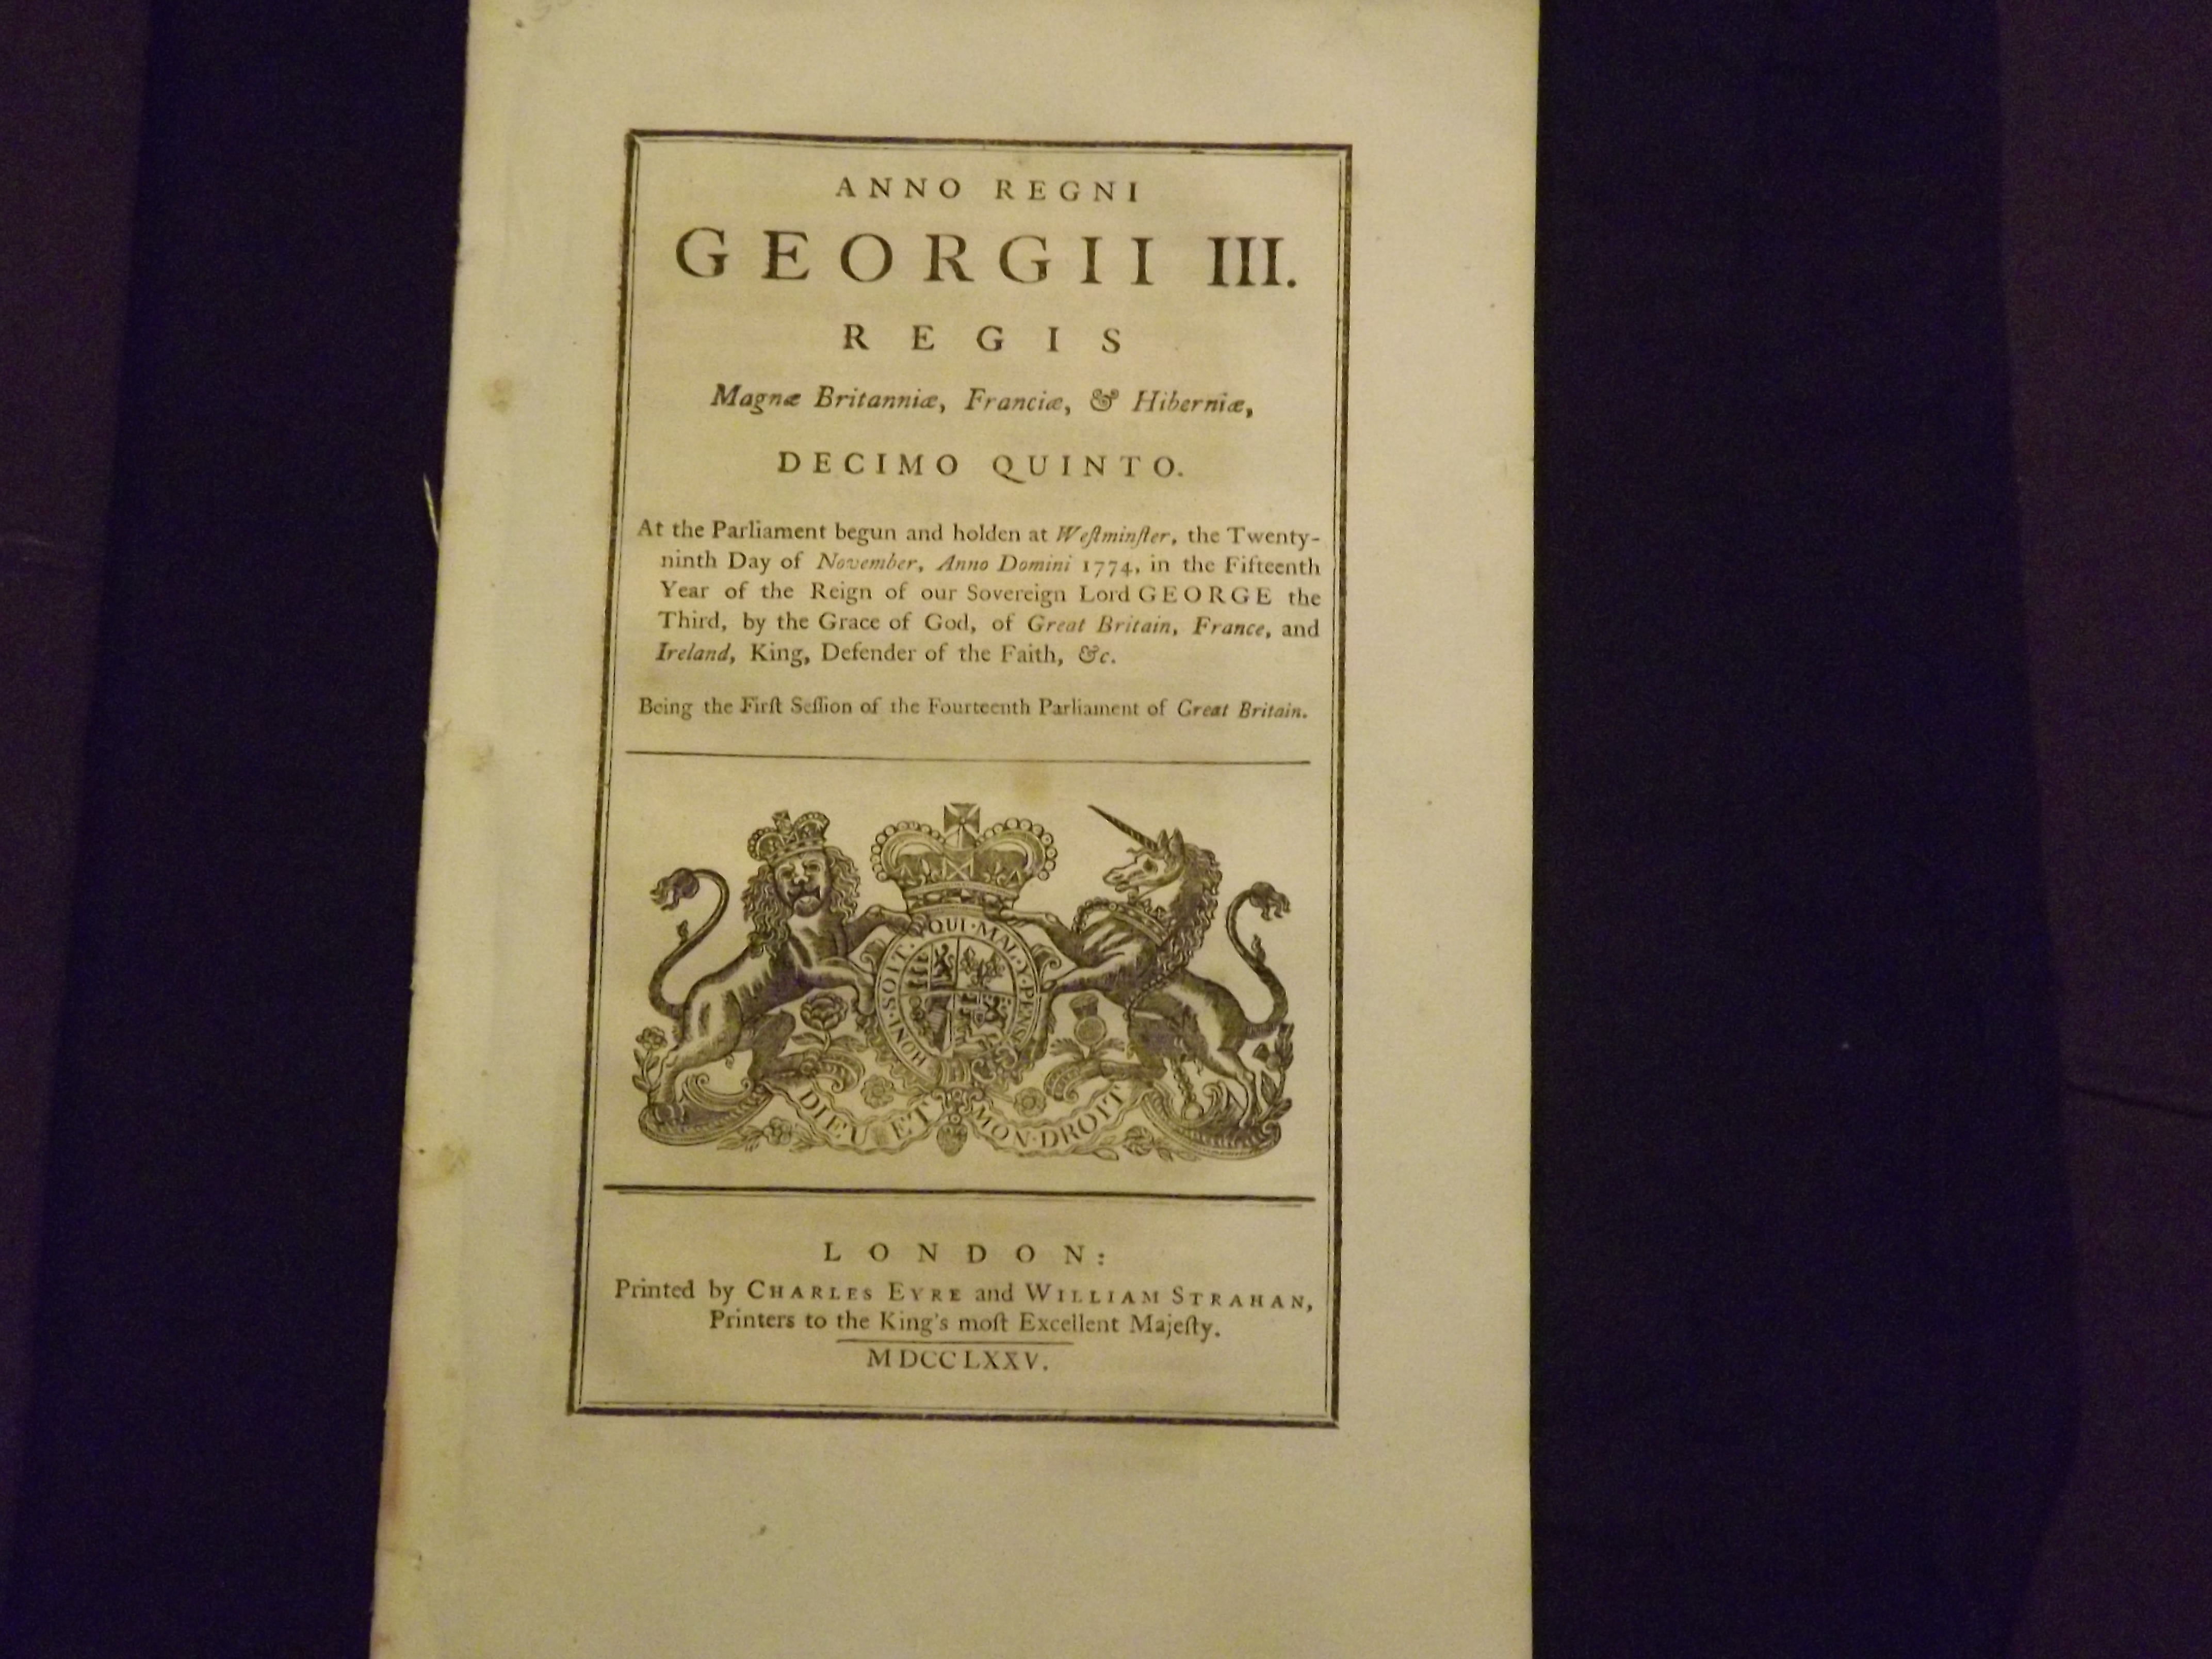 ANNO REGNI
GEORGII III.
REGIS
Magnæ Britanniæ, Franciæ, & Hiberniæ,
DECIMO QUINTO.
At the Parliament begun and holden at Weſtminſter, the Twenty-
ninth Day of November, Anno Domini 1774, in the Fifteenth
Year of the Reign of our Sovereign Lord GEORGE the
Third, by the Grace of God, of Great Britain, France, and
Ireland, King, Defender of the Faith, &c.
Being the Firſt Seſſion of the Fourteenth Parliament of Great Britain.
HONI·SOIT·QUI·MAL·Y·PENSE
DIEU ET MON·DROIT
LONDON:
Printed by CHARLES EYRE and WILLIAM STRAHAN,
Printers to the King's moſt Excellent Majeſty.
MDCCLXXV.